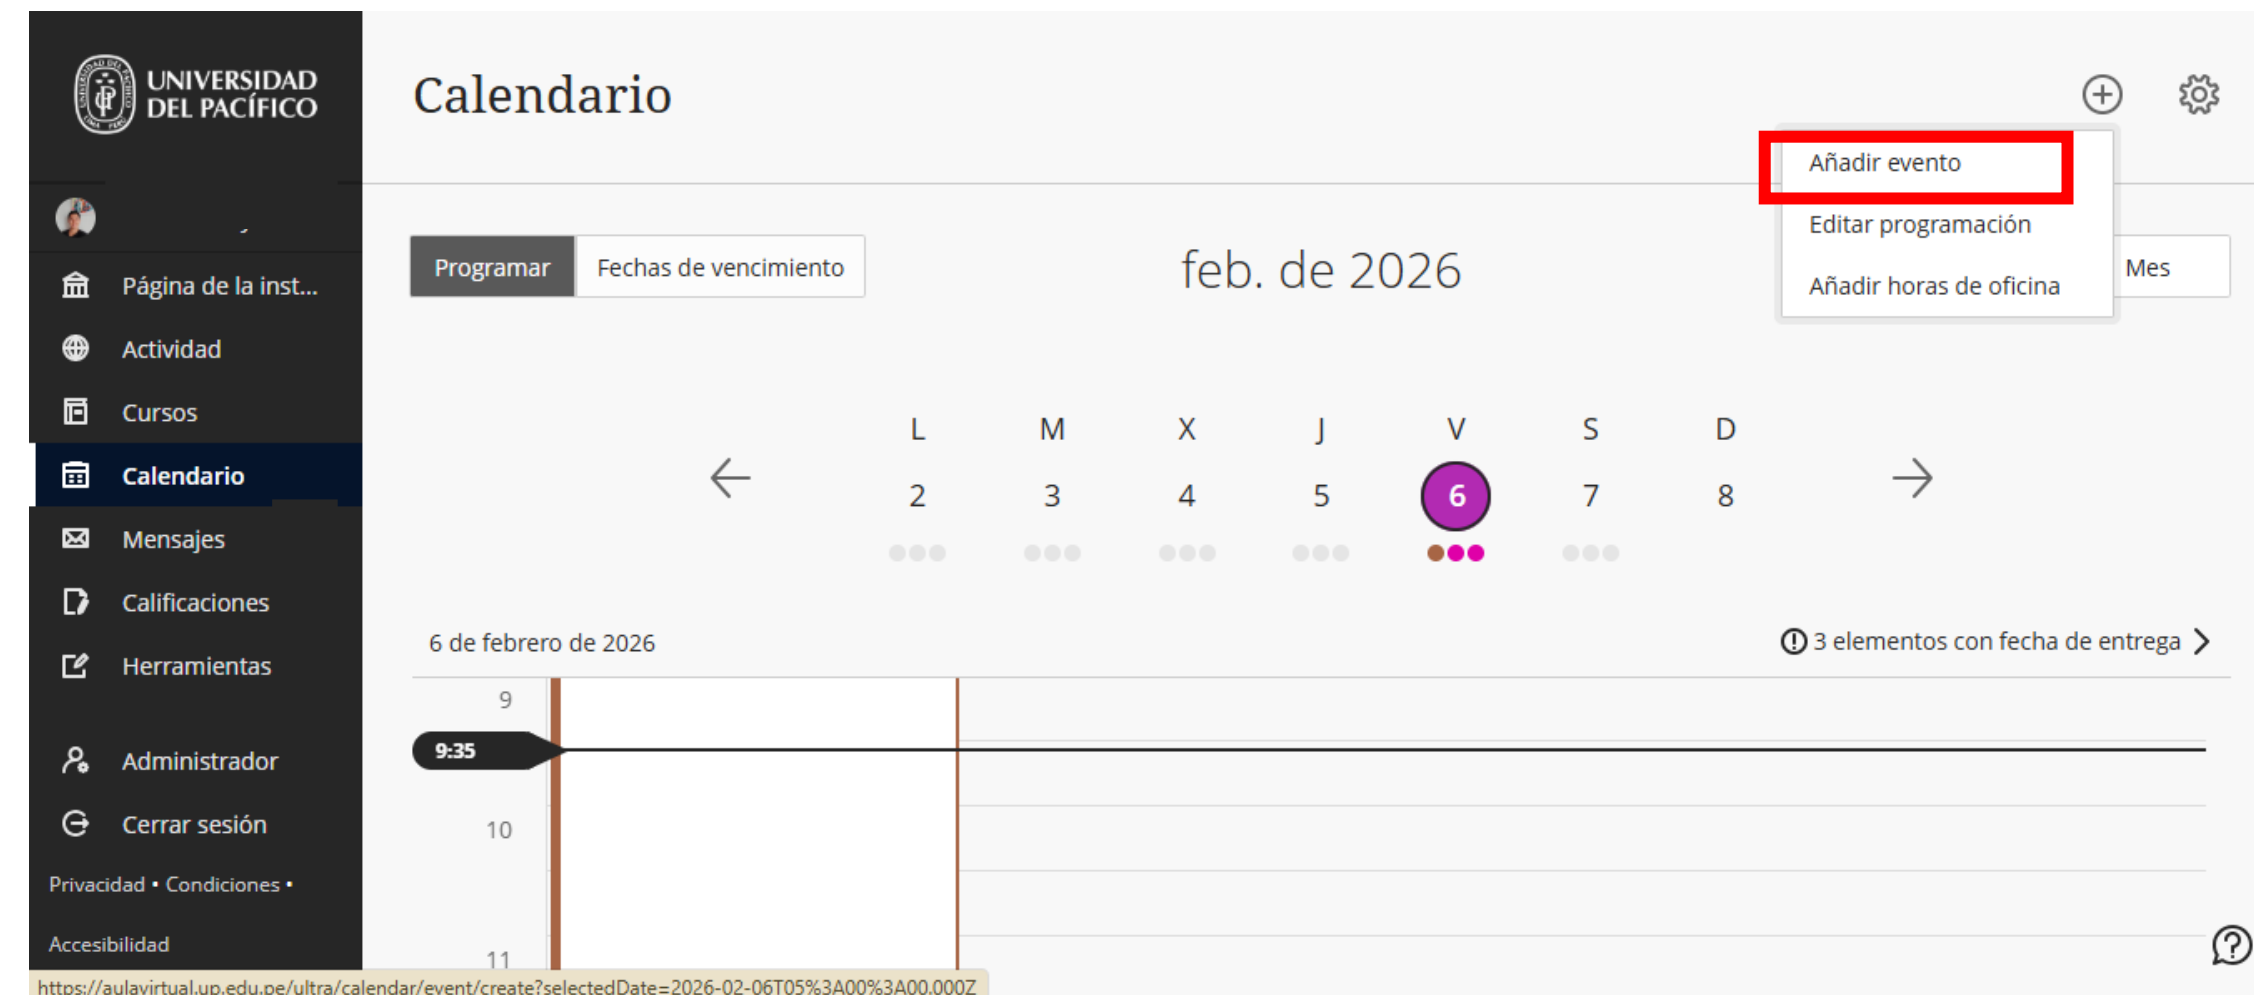 UNIVERSIDAD
DEL PACÍFICO
Página de la inst...
Actividad
Cursos
Calendario
Mensajes
Calificaciones
Herramientas
Administrador
Cerrar sesión
Privacidad • Condiciones •
Accesibilidad
Calendario
Añadir evento
Editar programación
Añadir horas de oficina
Programar
Fechas de vencimiento
feb. de 2026
Mes
L M X J V S D
2 3 4 5 6 7 8
6 de febrero de 2026
3 elementos con fecha de entrega
9
9:35
10
11
https://aulavirtual.up.edu.pe/ultra/calendar/event/create?selectedDate=2026-02-06T05%3A00%3A00.000Z